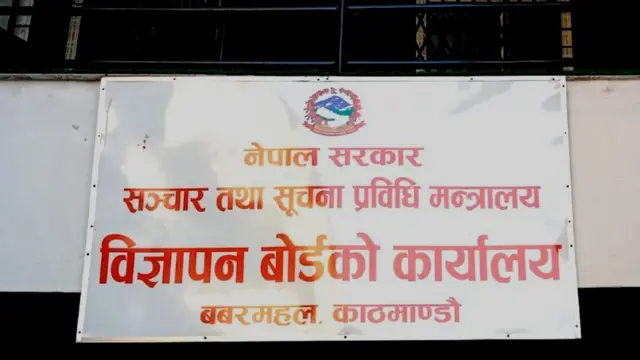 नेपाल सरकार
सञ्चार तथा सूचना प्रविधि मन्त्रालय
विज्ञापन बोर्डको कार्यालय
बबरमहल, काठमाण्डौ